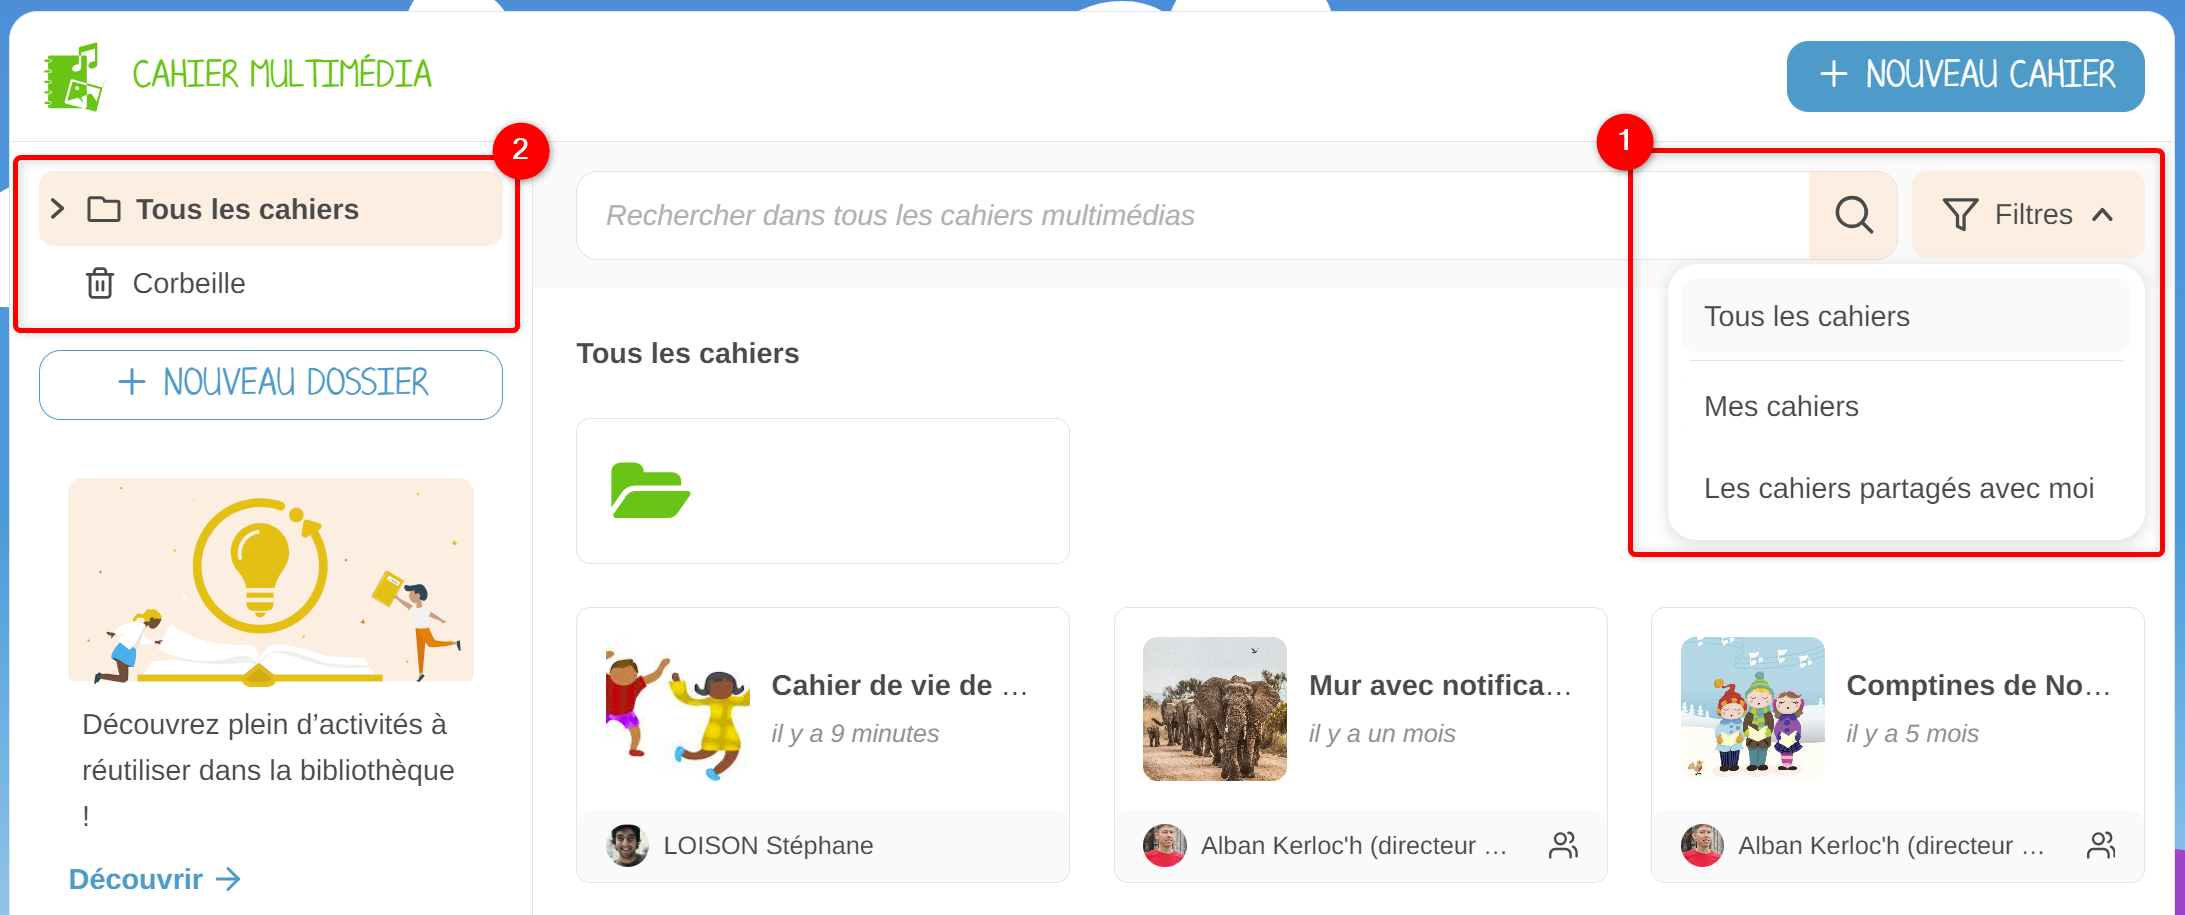 CAHIER MULTIMÉDIA
+ NOUVEAU CAHIER
2
1
Tous les cahiers
Corbeille
+ NOUVEAU DOSSIER
Rechercher dans tous les cahiers multimédias
Filtres
Tous les cahiers
Mes cahiers
Les cahiers partagés avec moi
Tous les cahiers
Cahier de vie de ...
il y a 9 minutes
LOISON Stéphane
Mur avec notifica...
il y a un mois
Alban Kerloc'h (directeur ...
Comptines de No...
il y a 5 mois
Alban Kerloc'h (directeur ...
Découvrez plein d’activités à
réutiliser dans la bibliothèque
!
Découvrir